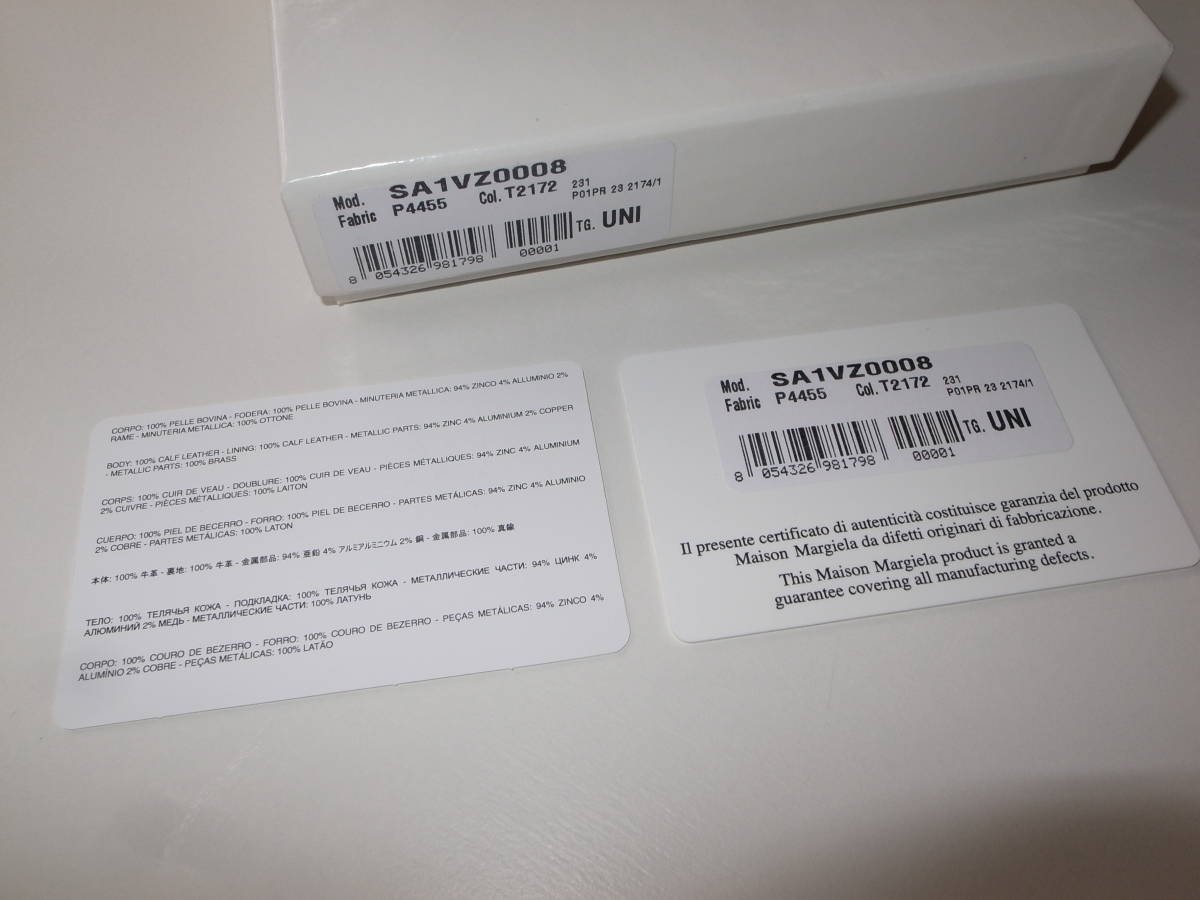 Mod. SA1VZ0008
Fabric P4455 Col. T2172 231
P01PR 23 2174/1
TG. UNI
8 054326 981798 00001
CORPO: 100% PELLE BOVINA - FODERA: 100% PELLE BOVINA - MINUTERIA METALLICA: 94% ZINCO 4% ALLUMINIO 2%
RAME - MINUTERIA METALLICA: 100% OTTONE
BODY: 100% CALF LEATHER - LINING: 100% CALF LEATHER - METALLIC PARTS: 94% ZINC 4% ALUMINIUM 2% COPPER
- METALLIC PARTS: 100% BRASS
CORPS: 100% CUIR DE VEAU - DOUBLURE: 100% CUIR DE VEAU - PIÈCES MÉTALLIQUES: 94% ZINC 4% ALUMINIUM
2% CUIVRE - PIÈCES MÉTALLIQUES: 100% LAITON
CUERPO: 100% PIEL DE BECERRO - FORRO: 100% PIEL DE BECERRO - PARTES METÁLICAS: 94% ZINC 4% ALUMINIO
2% COBRE - PARTES METÁLICAS: 100% LATON
本体: 100% 牛革 - 裏地: 100% 牛革 - 金属部品: 94% 亜鉛 4% アルミアルミニウム 2% 銅 - 金属部品: 100% 真鍮
ТЕЛО: 100% ТЕЛЯЧЬЯ КОЖА - ПОДКЛАДКА: 100% ТЕЛЯЧЬЯ КОЖА - МЕТАЛЛИЧЕСКИЕ ЧАСТИ: 94% ЦИНК 4%
АЛЮМИНИЙ 2% МЕДЬ - МЕТАЛЛИЧЕСКИЕ ЧАСТИ: 100% ЛАТУНЬ
CORPO: 100% COURO DE BEZERRO - FORRO: 100% COURO DE BEZERRO - PEÇAS METÁLICAS: 94% ZINCO 4%
ALUMÍNIO 2% COBRE - PEÇAS METÁLICAS: 100% LATÃO
Mod. SA1VZ0008
Fabric P4455 Col. T2172 231
P01PR 23 2174/1
TG. UNI
8 054326 981798 00001
Il presente certificato di autenticità costituisce garanzia del prodotto
Maison Margiela da difetti originari di fabbricazione.
This Maison Margiela product is granted a
guarantee covering all manufacturing defects.